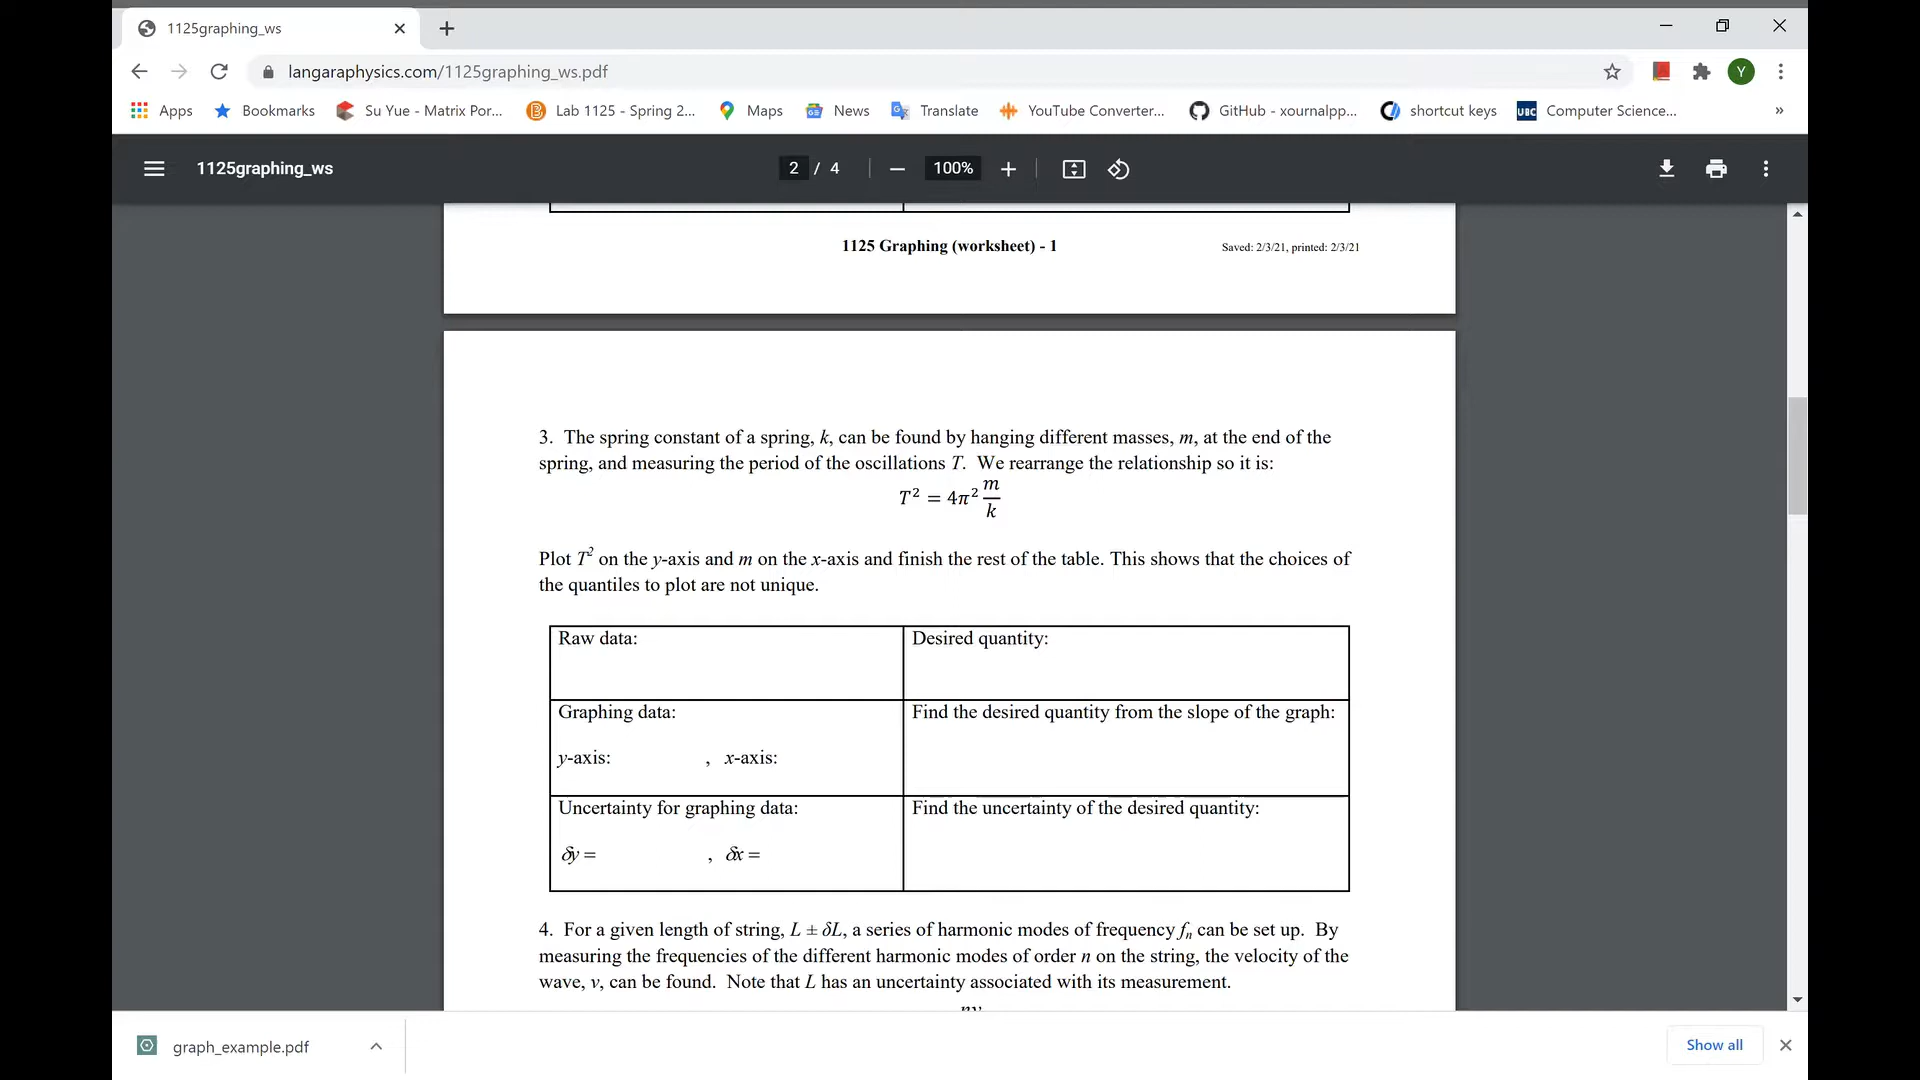 1125graphing_ws
langaraphysics.com/1125graphing_ws.pdf
Y
Apps Bookmarks Su Yue - Matrix Por... Lab 1125 - Spring 2... Maps News Translate YouTube Converter... GitHub - xournalpp... shortcut keys UBC Computer Science... »
1125graphing_ws 2 / 4 100%
1125 Graphing (worksheet) - 1 Saved: 2/3/21, printed: 2/3/21
3. The spring constant of a spring, k, can be found by hanging different masses, m, at the end of the
spring, and measuring the period of the oscillations T. We rearrange the relationship so it is:
T² = 4π² m/k
Plot T² on the y-axis and m on the x-axis and finish the rest of the table. This shows that the choices of
the quantiles to plot are not unique.
Raw data: Desired quantity:
Graphing data: Find the desired quantity from the slope of the graph:
y-axis: , x-axis:
Uncertainty for graphing data: Find the uncertainty of the desired quantity:
δy = , δx =
4. For a given length of string, L ± δL, a series of harmonic modes of frequency fₙ can be set up. By
measuring the frequencies of the different harmonic modes of order n on the string, the velocity of the
wave, v, can be found. Note that L has an uncertainty associated with its measurement.
graph_example.pdf Show all